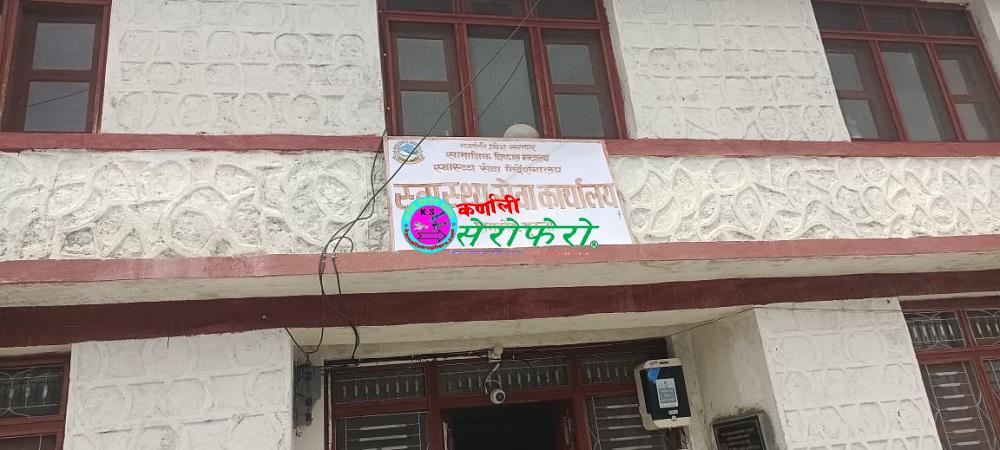 कर्णाली प्रदेश सरकार
सामाजिक विकास मन्त्रालय
स्वास्थ्य सेवा निर्देशनालय
स्वास्थ्य सेवा कार्यालय
कर्णाली
K.S
सेरोफेरो